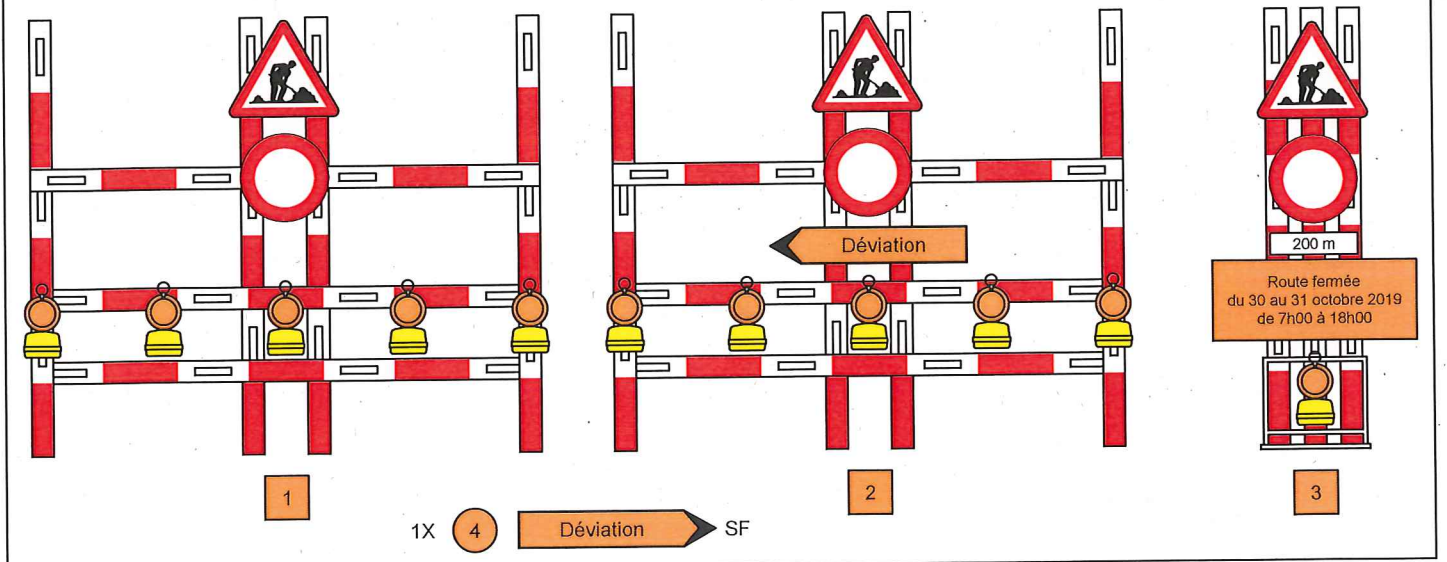 Déviation
200 m
Route fermée
du 30 au 31 octobre 2019
de 7h00 à 18h00
1
2
3
1X 4 Déviation SF